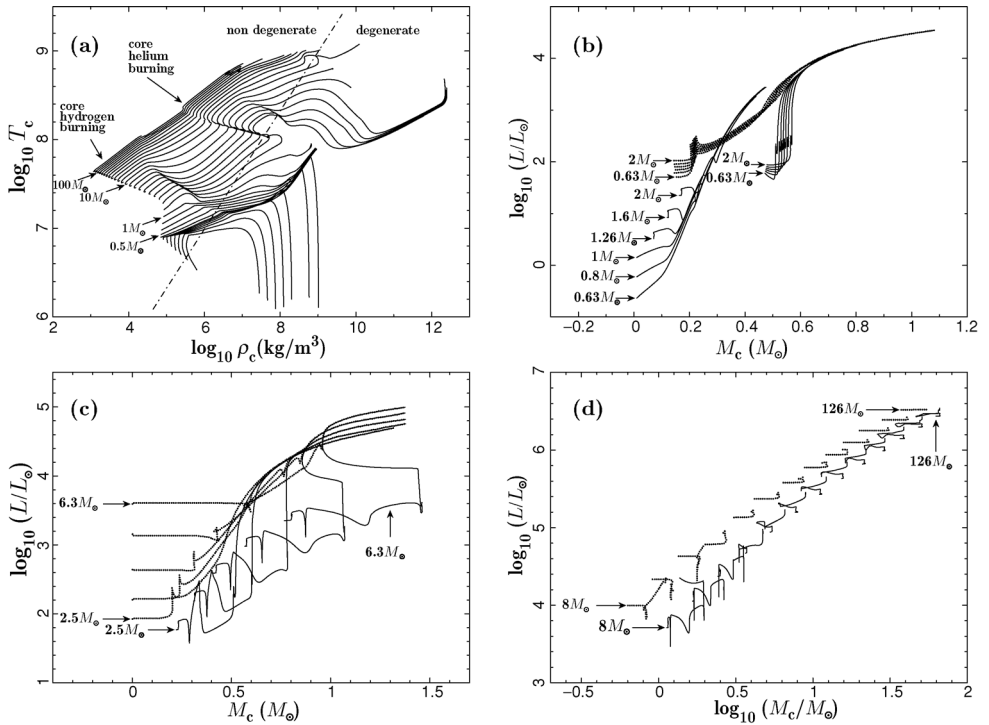 (a)
non degenerate
degenerate
core
helium
burning
core
hydrogen
burning
100M⊙
10M⊙
1M⊙
0.5M⊙
9
8
7
6
log₁₀ T_c
2
4
6
8
10
12
log₁₀ ρ_c(kg/m³)
(b)
2M⊙
0.63M⊙
2M⊙
1.6M⊙
1.26M⊙
1M⊙
0.8M⊙
0.63M⊙
2M⊙
0.63M⊙
4
2
0
log₁₀ (L/L⊙)
−0.2
0
0.2
0.4
0.6
0.8
1
1.2
M_c (M⊙)
(c)
6.3M⊙
2.5M⊙
2.5M⊙
6.3M⊙
5
4
3
2
1
log₁₀ (L/L⊙)
0
0.5
1
1.5
M_c (M⊙)
(d)
126M⊙
126M⊙
8M⊙
8M⊙
7
6
5
4
3
log₁₀ (L/L⊙)
−0.5
0
0.5
1
1.5
2
log₁₀ (M_c/M⊙)